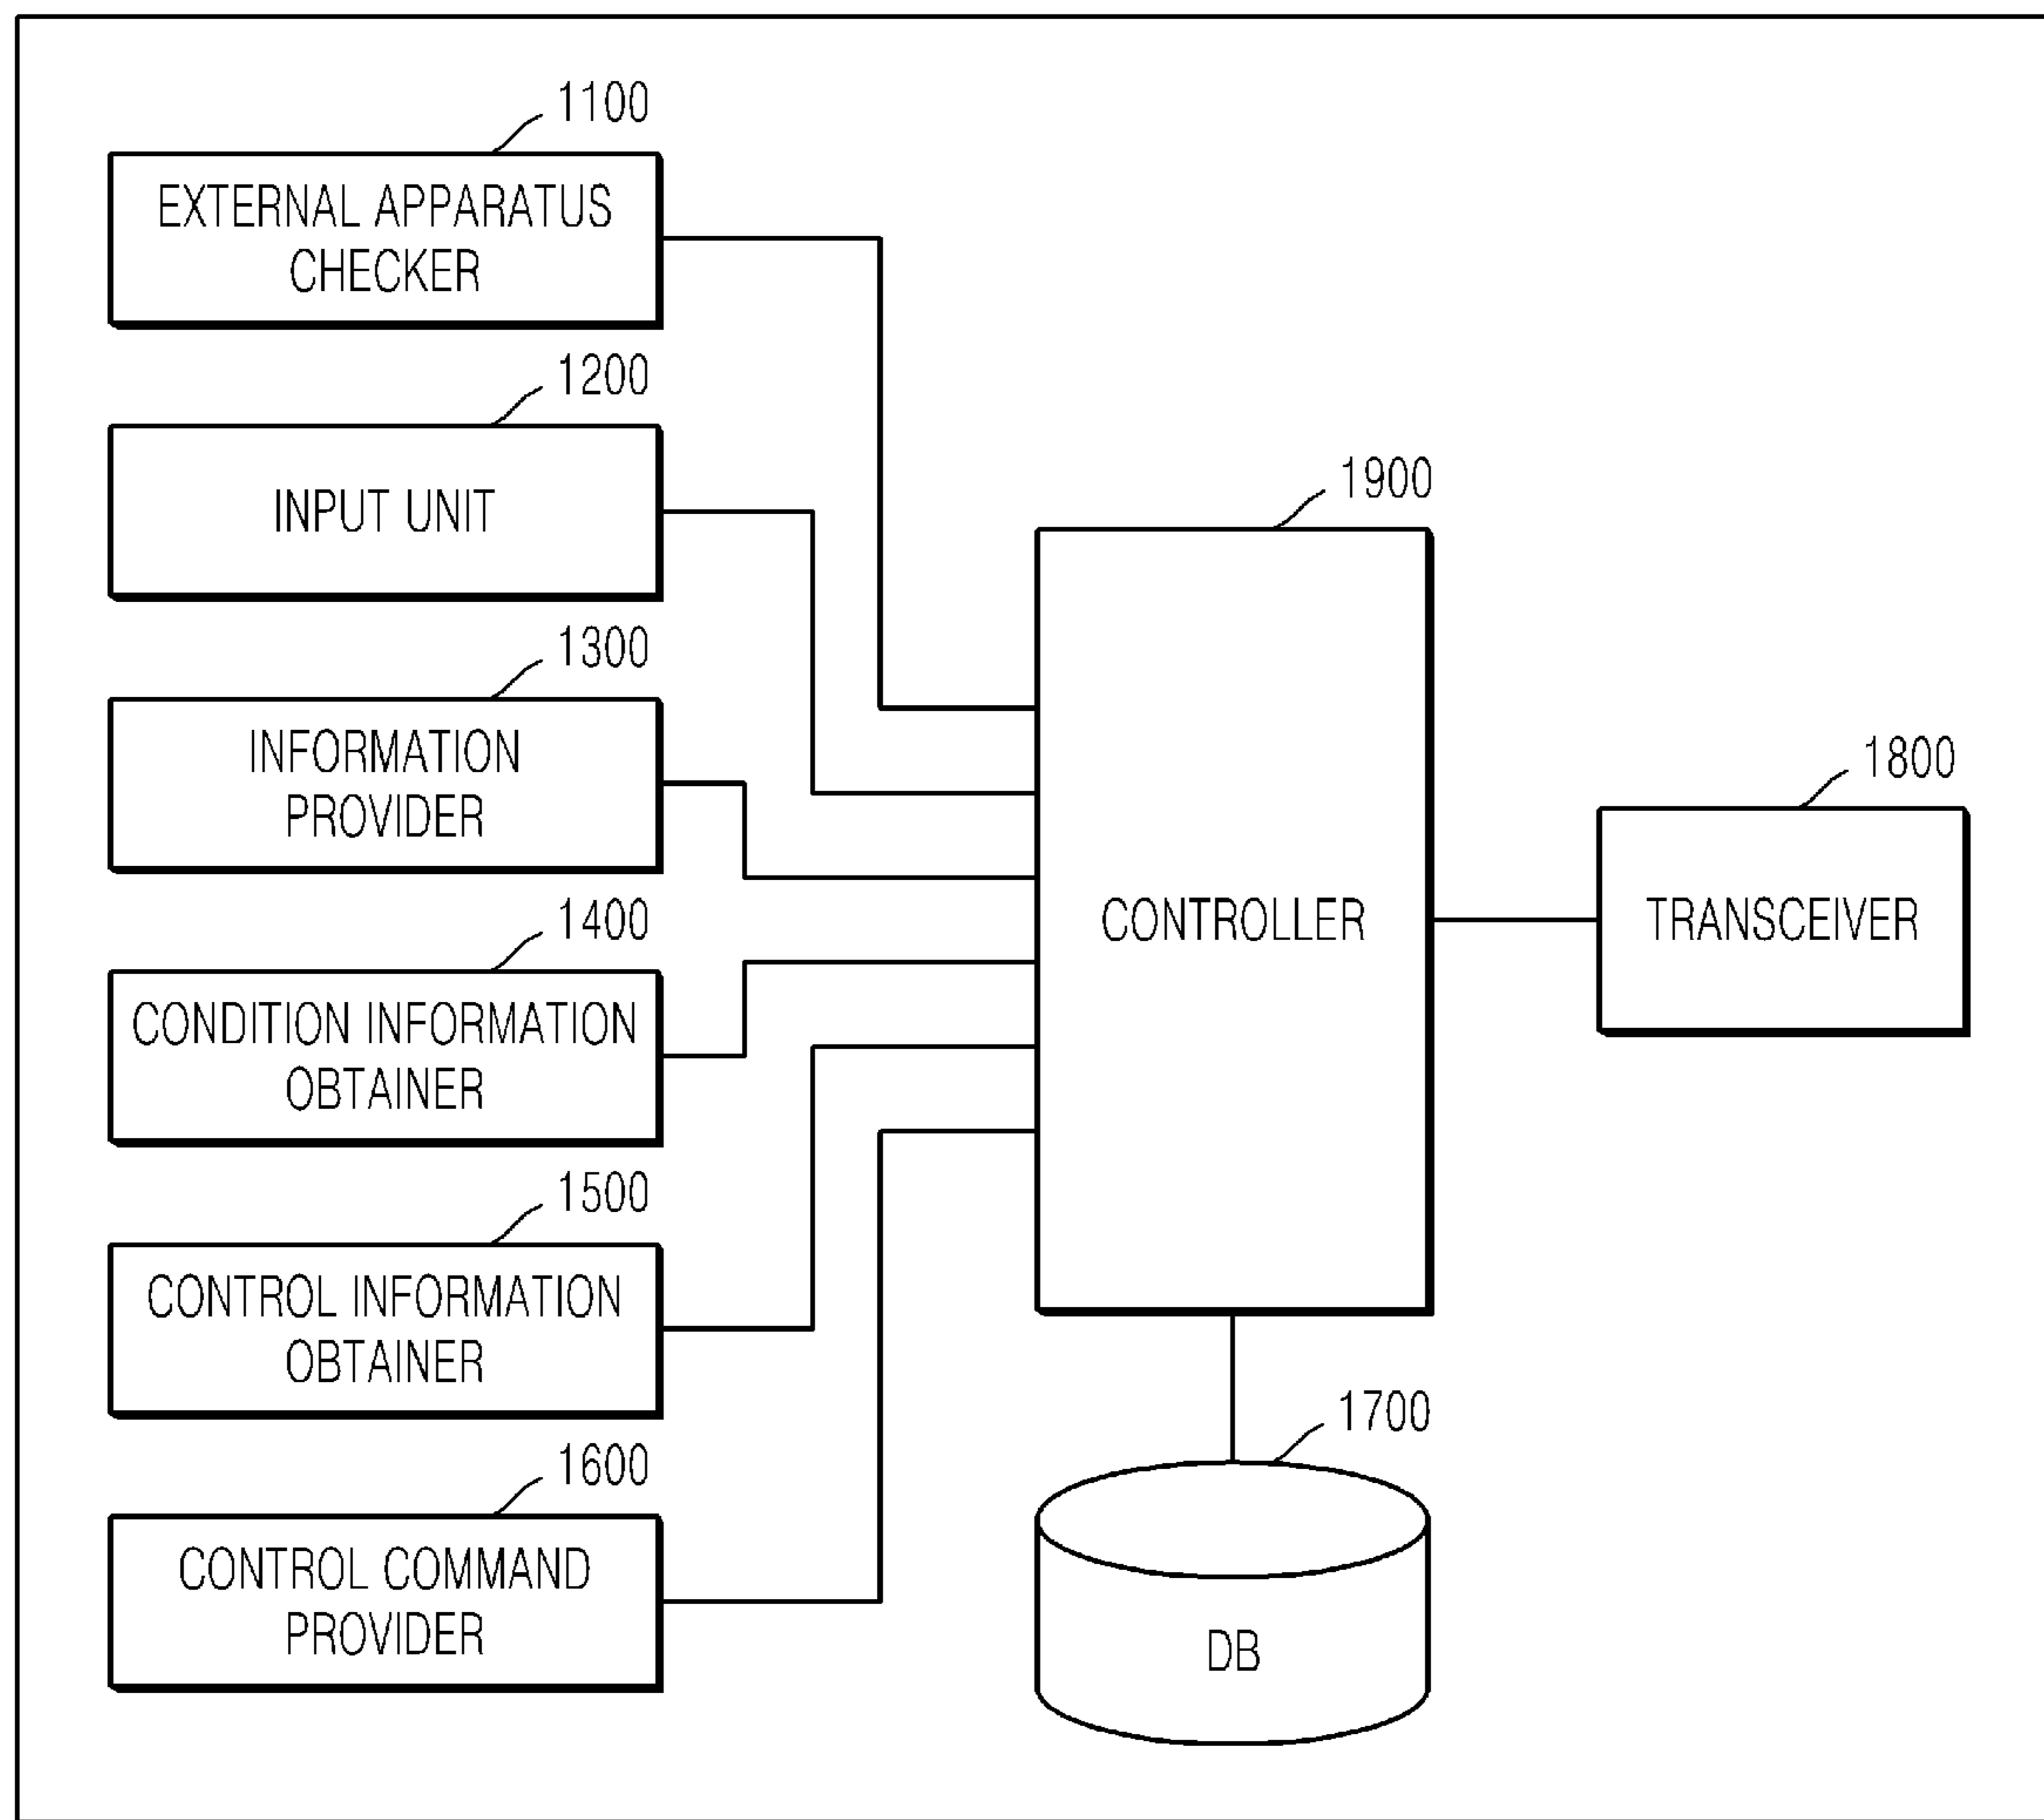 1100
EXTERNAL APPARATUS
CHECKER
1200
INPUT UNIT
1300
INFORMATION
PROVIDER
1400
CONDITION INFORMATION
OBTAINER
1500
CONTROL INFORMATION
OBTAINER
1600
CONTROL COMMAND
PROVIDER
1900
CONTROLLER
1800
TRANSCEIVER
1700
DB